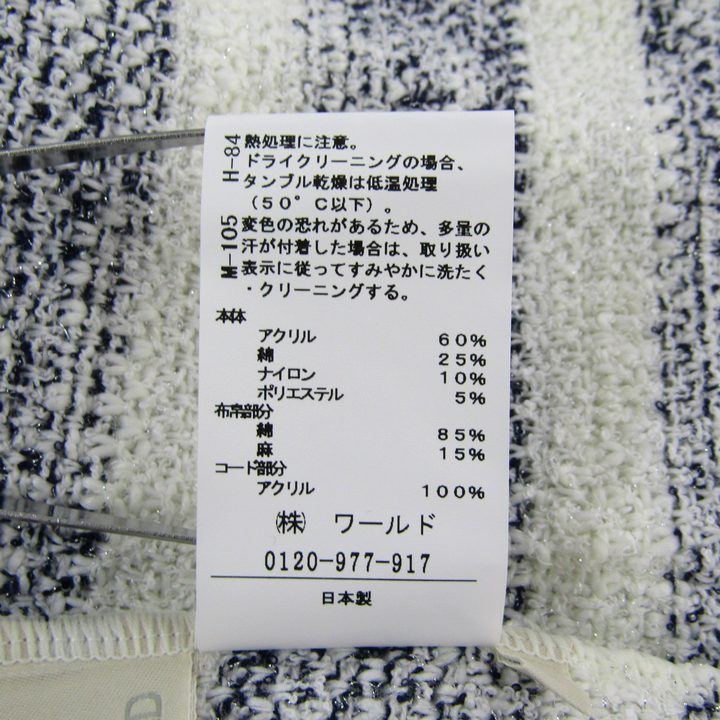 H-84 熱処理に注意。
ドライクリーニングの場合、
タンブル乾燥は低温処理
(50°C以下)。
M-105 変色の恐れがあるため、多量の
汗が付着した場合は、取り扱い
表示に従ってすみやかに洗たく
・クリーニングする。
本体
アクリル 60%
綿 25%
ナイロン 10%
ポリエステル 5%
布帛部分
綿 85%
麻 15%
コード部分
アクリル 100%
㈱ ワールド
0120-977-917
日本製
D